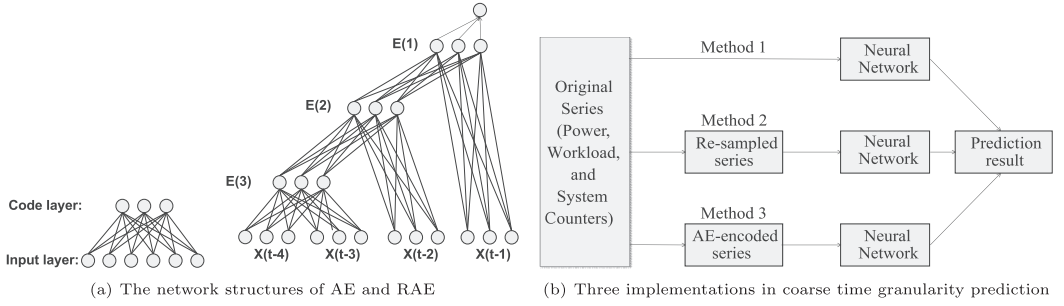 E(1)
E(2)
E(3)
Code layer:
Input layer:
X(t-4)
X(t-3)
X(t-2)
X(t-1)
(a) The network structures of AE and RAE
Original
Series
(Power,
Workload,
and
System
Counters)
Method 1
Neural
Network
Method 2
Re-sampled
series
Neural
Network
Prediction
result
Method 3
AE-encoded
series
Neural
Network
(b) Three implementations in coarse time granularity prediction